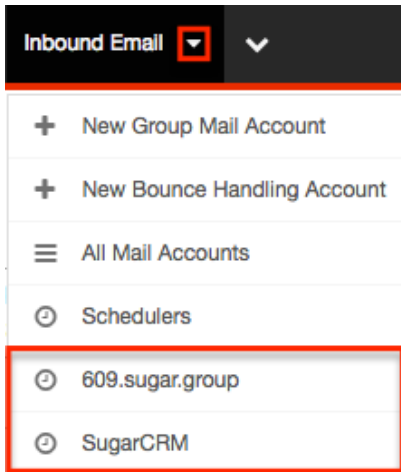 Inbound Email
New Group Mail Account
New Bounce Handling Account
All Mail Accounts
Schedulers
609.sugar.group
SugarCRM